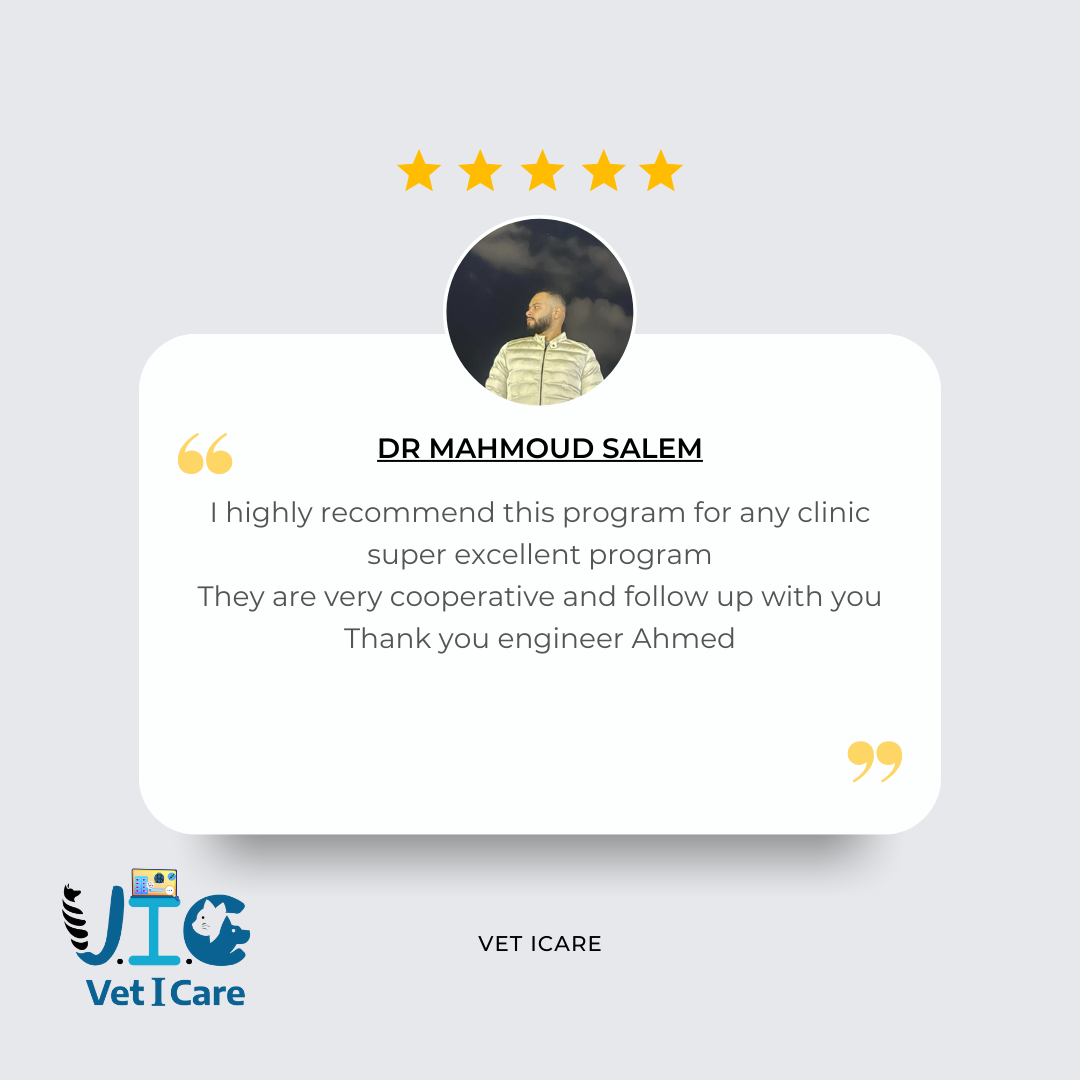 DR MAHMOUD SALEM
“
I highly recommend this program for any clinic
super excellent program
They are very cooperative and follow up with you
Thank you engineer Ahmed
”
V.I.C
Vet I Care
VET ICARE